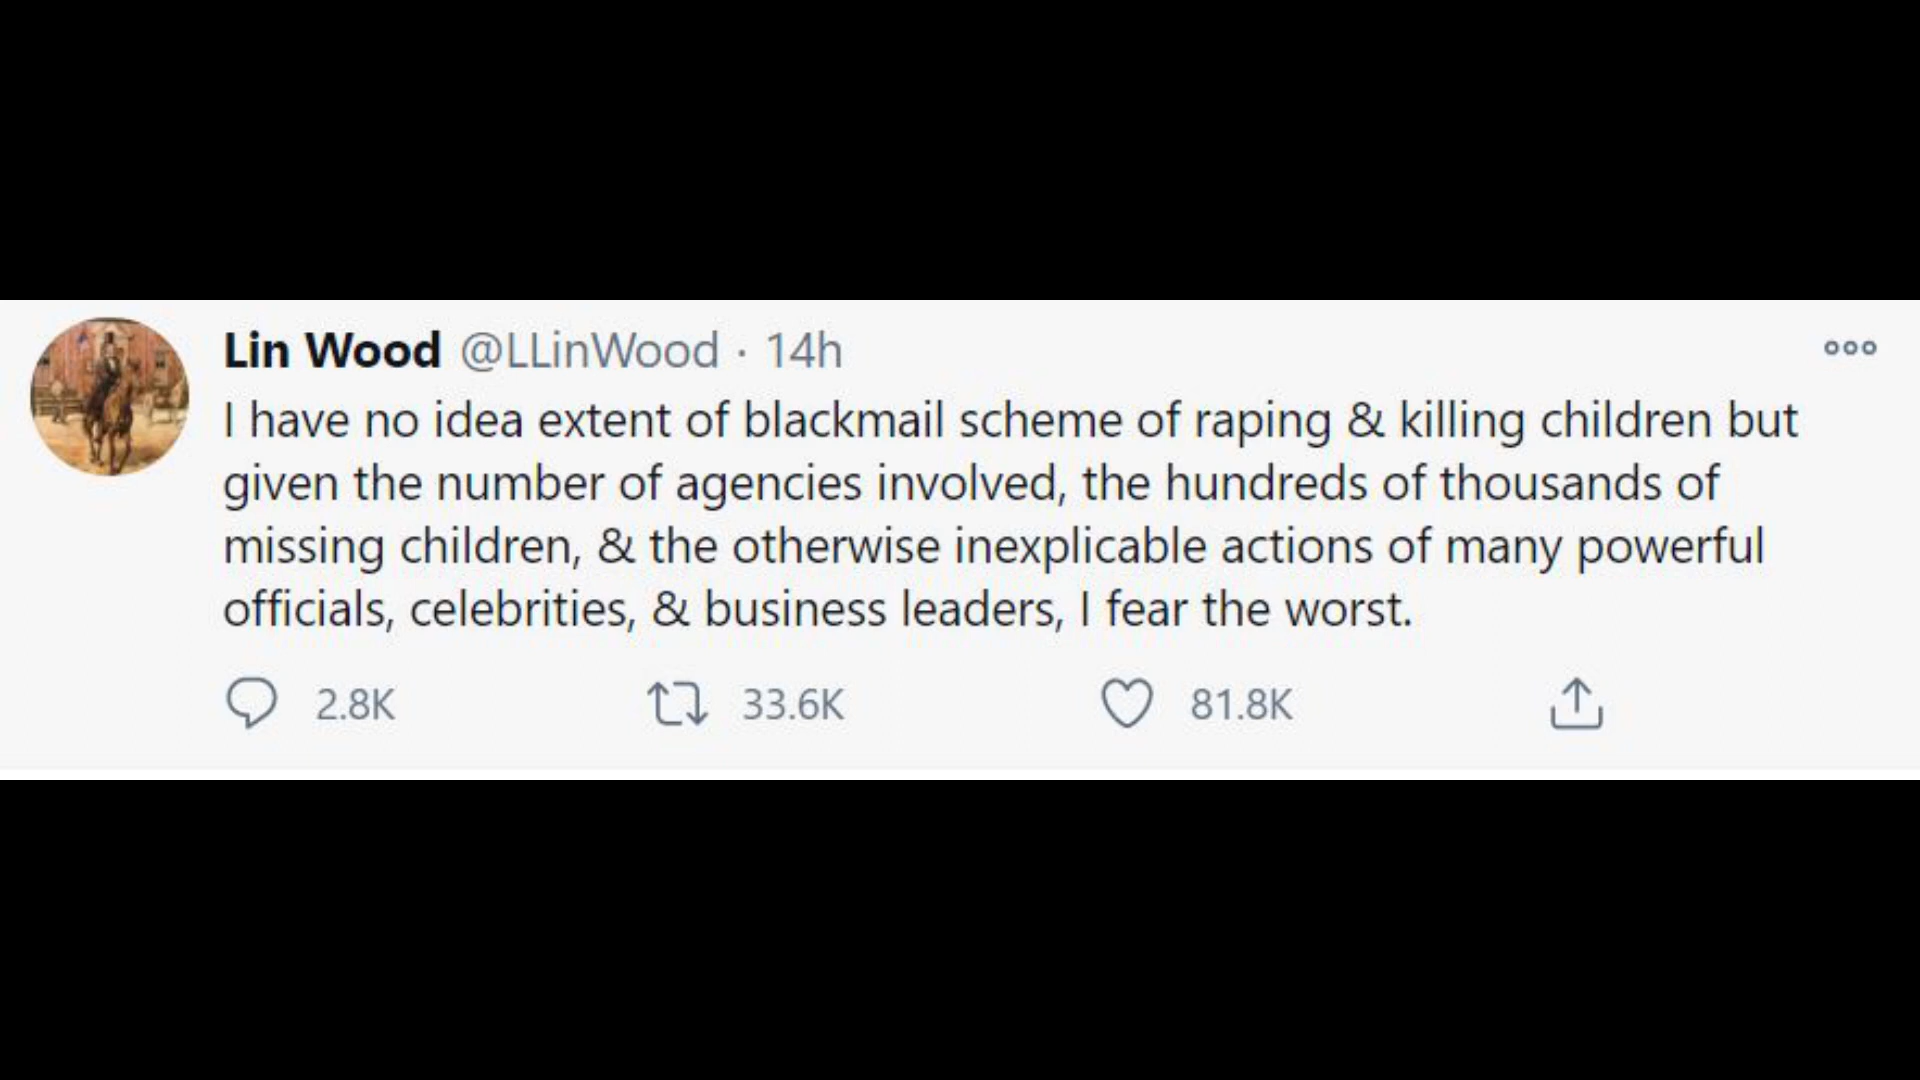 Lin Wood @LLinWood · 14h
I have no idea extent of blackmail scheme of raping & killing children but
given the number of agencies involved, the hundreds of thousands of
missing children, & the otherwise inexplicable actions of many powerful
officials, celebrities, & business leaders, I fear the worst.
2.8K 33.6K 81.8K